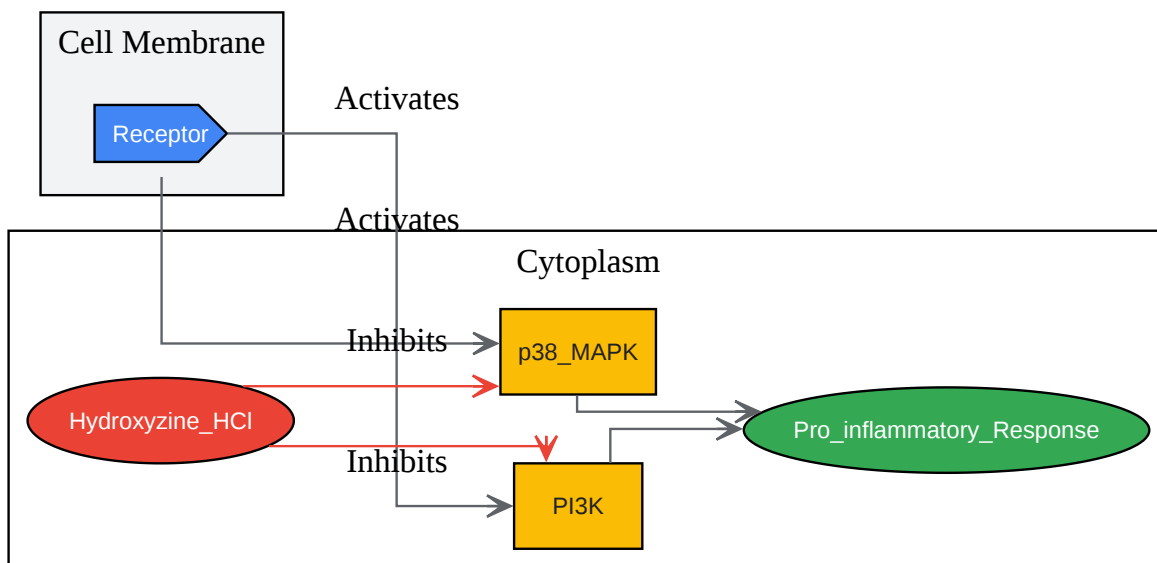 Cell Membrane
Receptor
Activates
Activates
Cytoplasm
Inhibits
p38_MAPK
Hydroxyzine_HCl
Pro_inflammatory_Response
Inhibits
PI3K